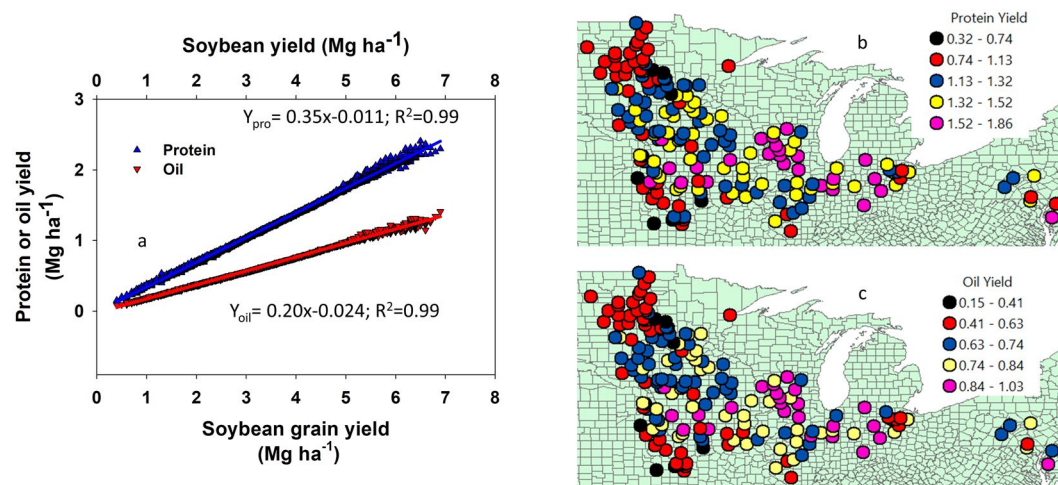 Soybean yield (Mg ha-1)
0 1 2 3 4 5 6 7 8
Ypro= 0.35x-0.011; R2=0.99
Protein
Oil
a
Yoil= 0.20x-0.024; R2=0.99
Protein or oil yield
(Mg ha-1)
3
2
1
0
0 1 2 3 4 5 6 7 8
Soybean grain yield
(Mg ha-1)
b
Protein Yield
0.32 - 0.74
0.74 - 1.13
1.13 - 1.32
1.32 - 1.52
1.52 - 1.86
c
Oil Yield
0.15 - 0.41
0.41 - 0.63
0.63 - 0.74
0.74 - 0.84
0.84 - 1.03